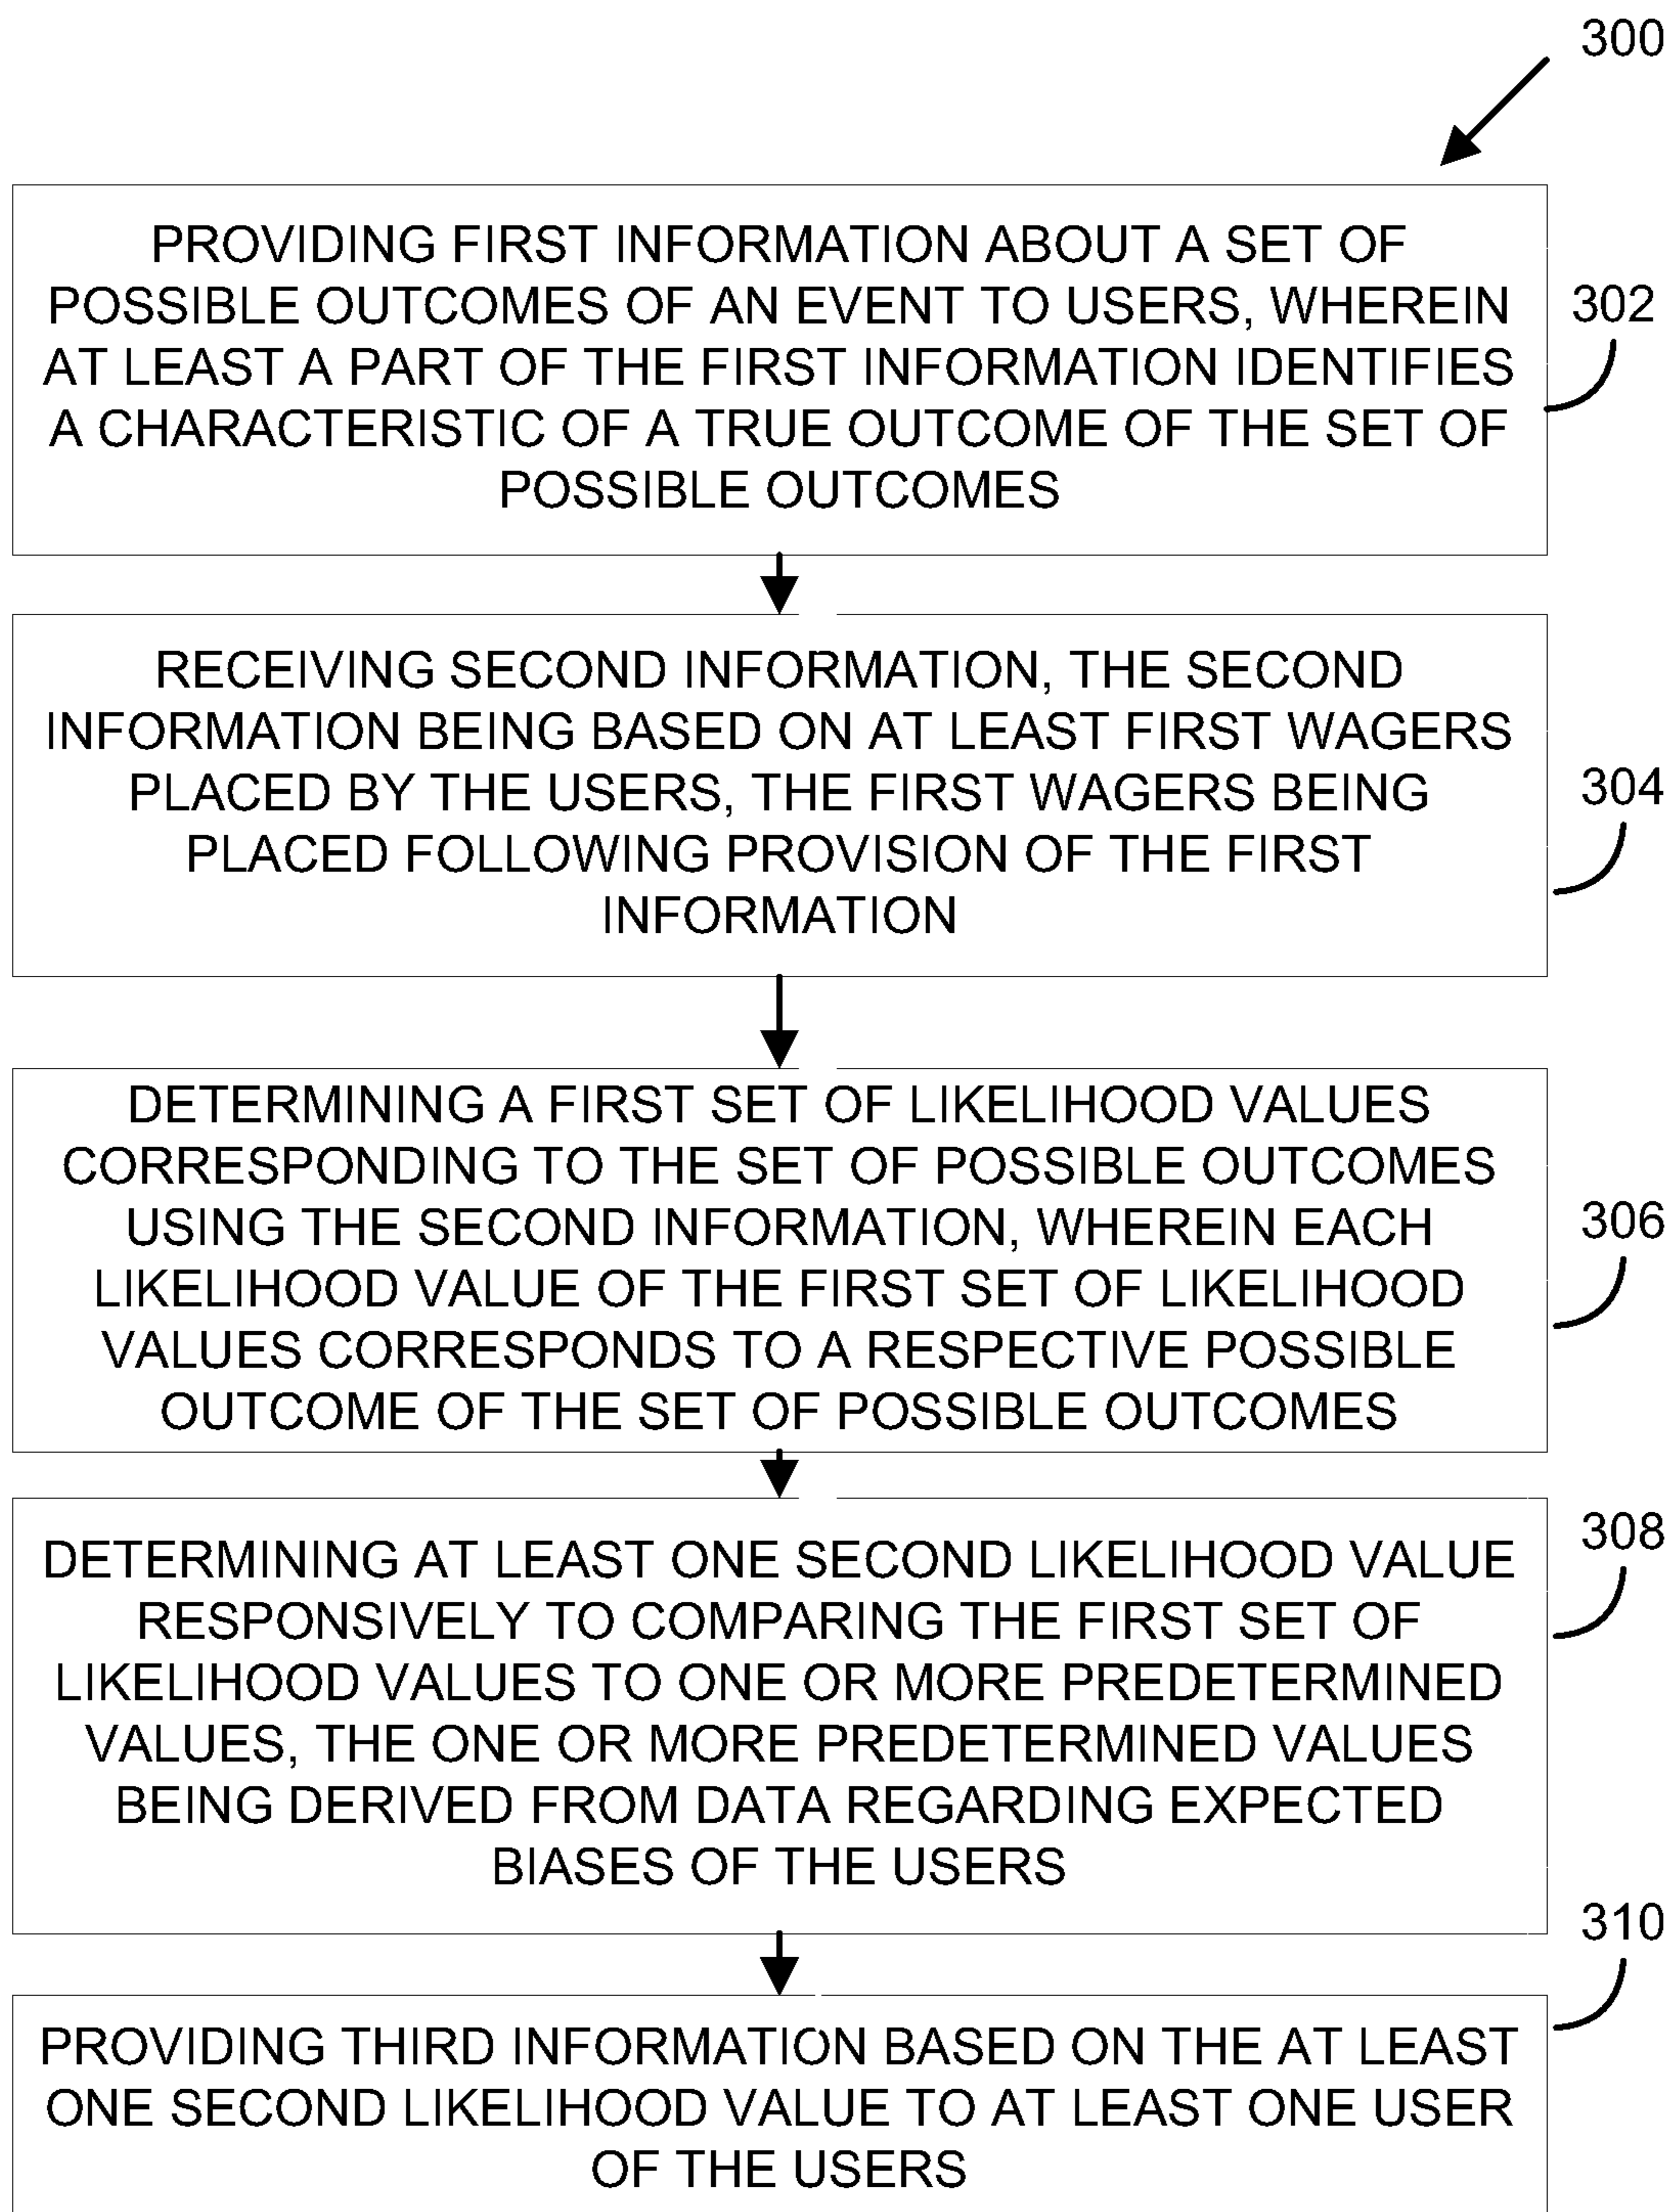 300
PROVIDING FIRST INFORMATION ABOUT A SET OF
POSSIBLE OUTCOMES OF AN EVENT TO USERS, WHEREIN
AT LEAST A PART OF THE FIRST INFORMATION IDENTIFIES
A CHARACTERISTIC OF A TRUE OUTCOME OF THE SET OF
POSSIBLE OUTCOMES
302
RECEIVING SECOND INFORMATION, THE SECOND
INFORMATION BEING BASED ON AT LEAST FIRST WAGERS
PLACED BY THE USERS, THE FIRST WAGERS BEING
PLACED FOLLOWING PROVISION OF THE FIRST
INFORMATION
304
DETERMINING A FIRST SET OF LIKELIHOOD VALUES
CORRESPONDING TO THE SET OF POSSIBLE OUTCOMES
USING THE SECOND INFORMATION, WHEREIN EACH
LIKELIHOOD VALUE OF THE FIRST SET OF LIKELIHOOD
VALUES CORRESPONDS TO A RESPECTIVE POSSIBLE
OUTCOME OF THE SET OF POSSIBLE OUTCOMES
306
DETERMINING AT LEAST ONE SECOND LIKELIHOOD VALUE
RESPONSIVELY TO COMPARING THE FIRST SET OF
LIKELIHOOD VALUES TO ONE OR MORE PREDETERMINED
VALUES, THE ONE OR MORE PREDETERMINED VALUES
BEING DERIVED FROM DATA REGARDING EXPECTED
BIASES OF THE USERS
308
PROVIDING THIRD INFORMATION BASED ON THE AT LEAST
ONE SECOND LIKELIHOOD VALUE TO AT LEAST ONE USER
OF THE USERS
310